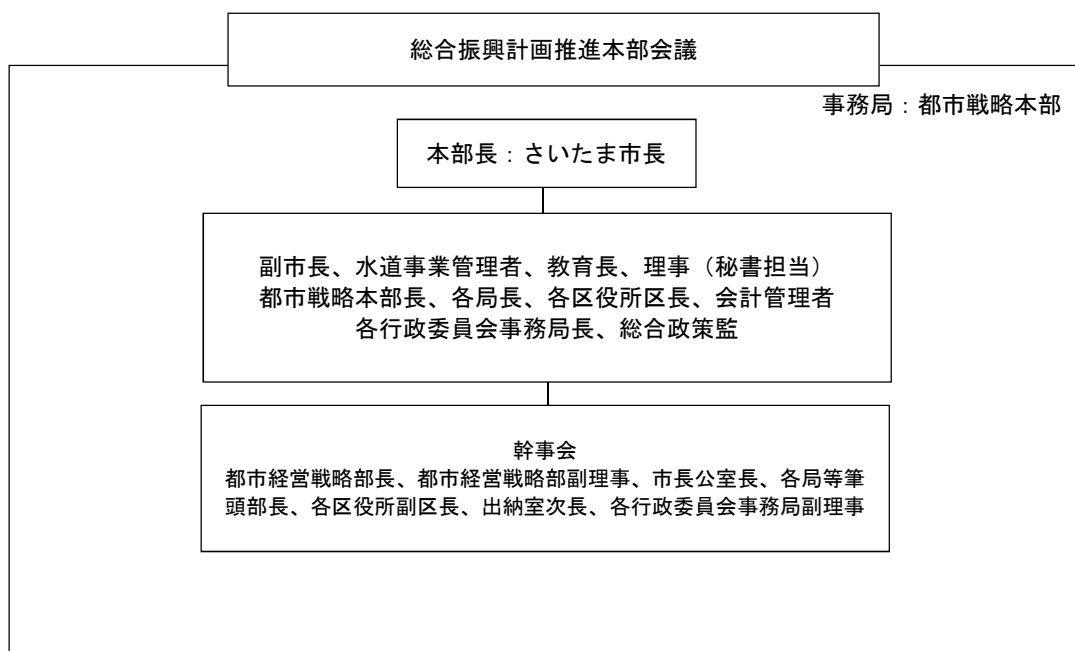 総合振興計画推進本部会議
事務局：都市戦略本部
本部長：さいたま市長
副市長、水道事業管理者、教育長、理事（秘書担当）
都市戦略本部長、各局長、各区役所区長、会計管理者
各行政委員会事務局長、総合政策監
幹事会
都市経営戦略部長、都市経営戦略部副理事、市長公室長、各局等筆
頭部長、各区役所副区長、出納室次長、各行政委員会事務局副理事